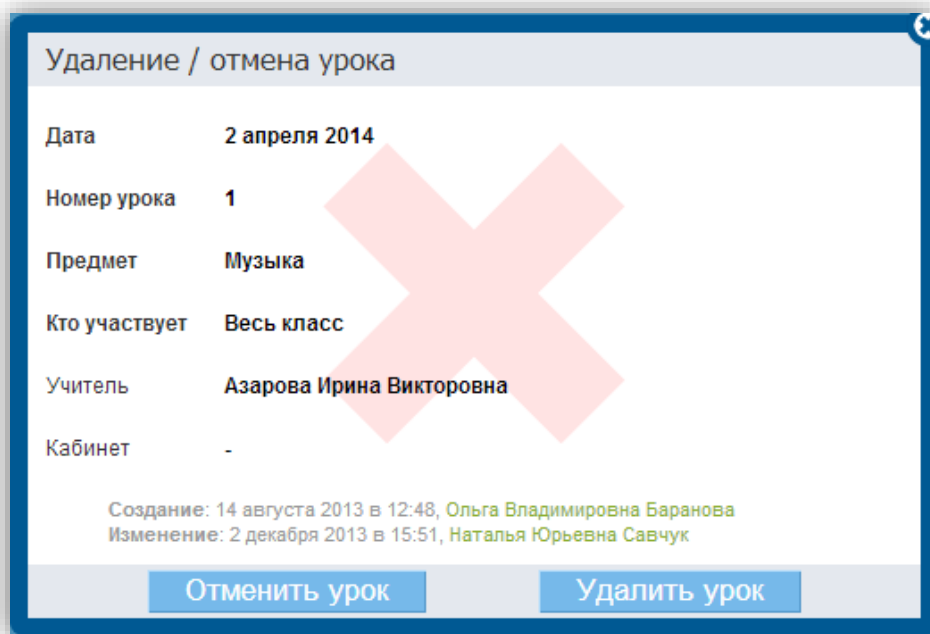 Удаление / отмена урока
Дата 2 апреля 2014
Номер урока 1
Предмет Музыка
Кто участвует Весь класс
Учитель Азарова Ирина Викторовна
Кабинет -
Создание: 14 августа 2013 в 12:48, Ольга Владимировна Баранова
Изменение: 2 декабря 2013 в 15:51, Наталья Юрьевна Савчук
Отменить урок Удалить урок